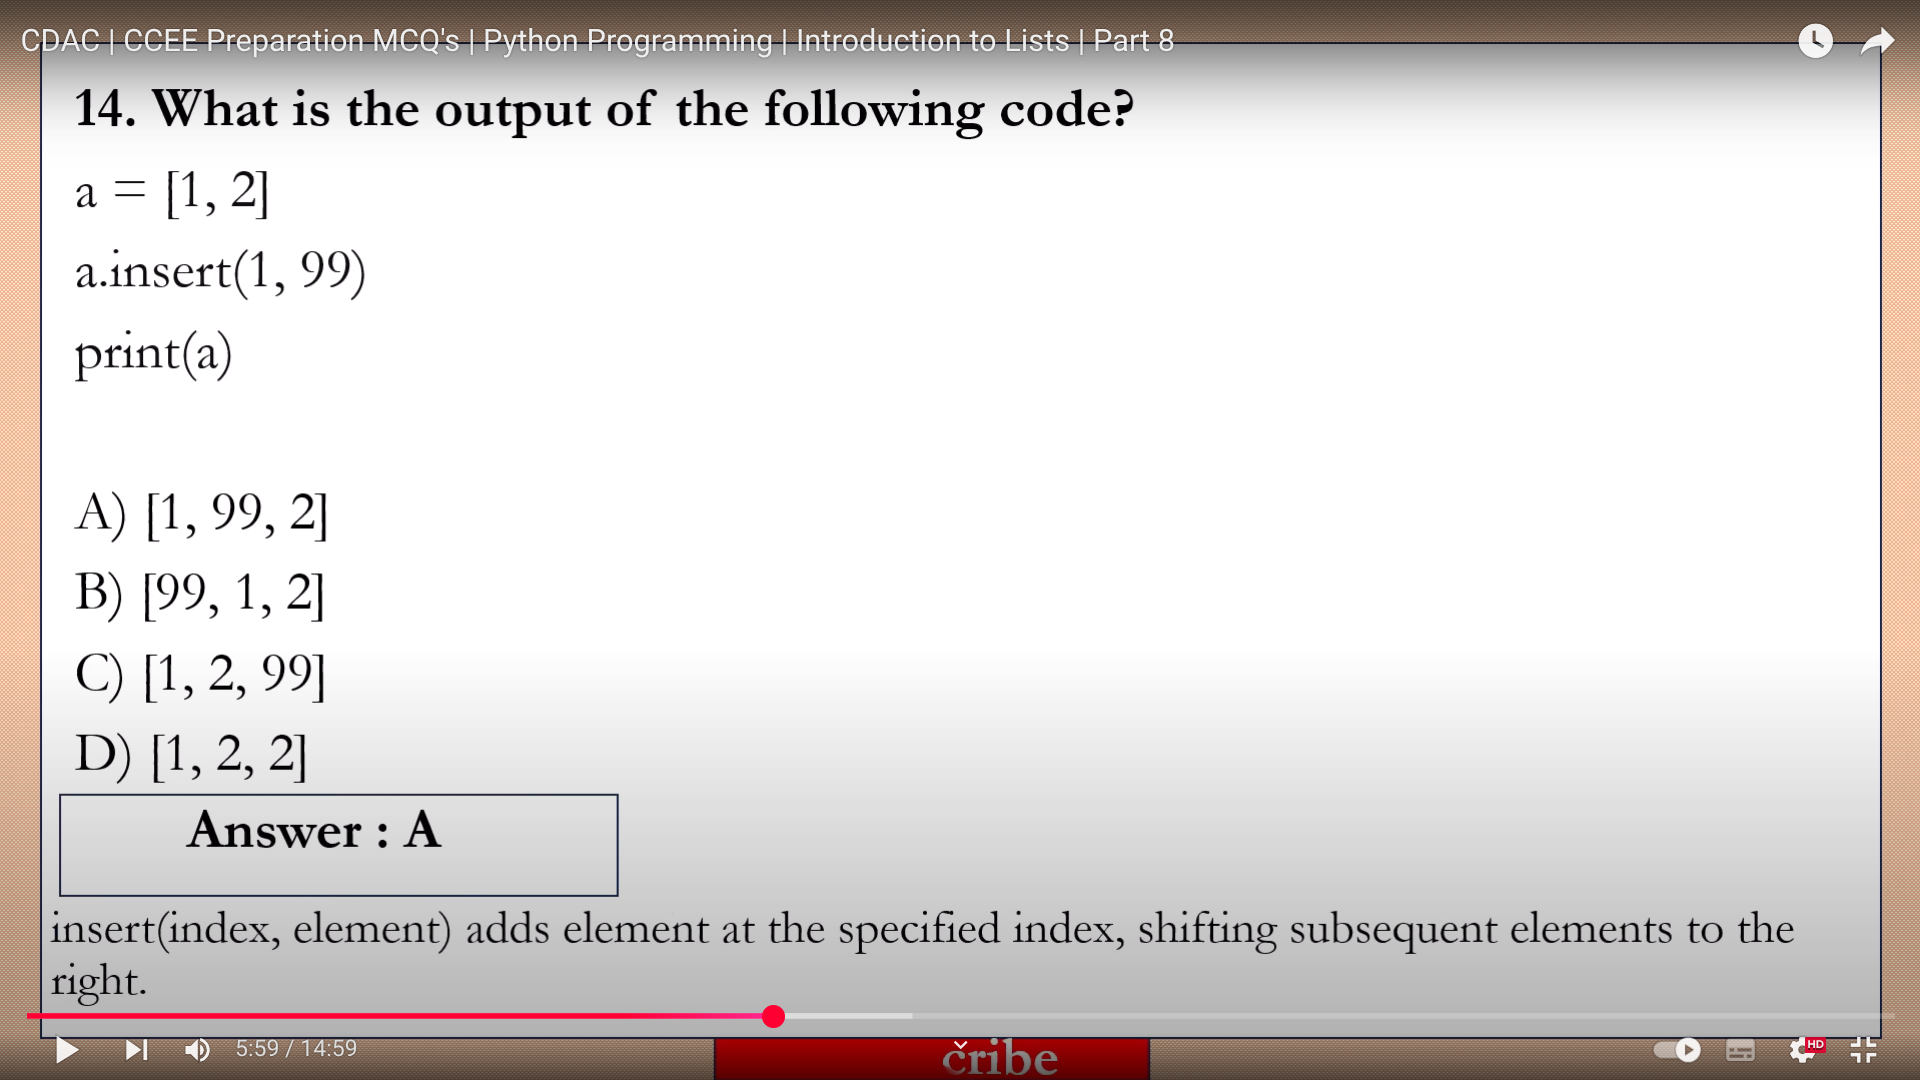 CDAC | CCEE Preparation MCQ's | Python Programming | Introduction to Lists | Part 8
14. What is the output of the following code?
a = [1, 2]
a.insert(1, 99)
print(a)
A) [1, 99, 2]
B) [99, 1, 2]
C) [1, 2, 99]
D) [1, 2, 2]
Answer : A
insert(index, element) adds element at the specified index, shifting subsequent elements to the
right.
5:59 / 14:59
cribe
HD